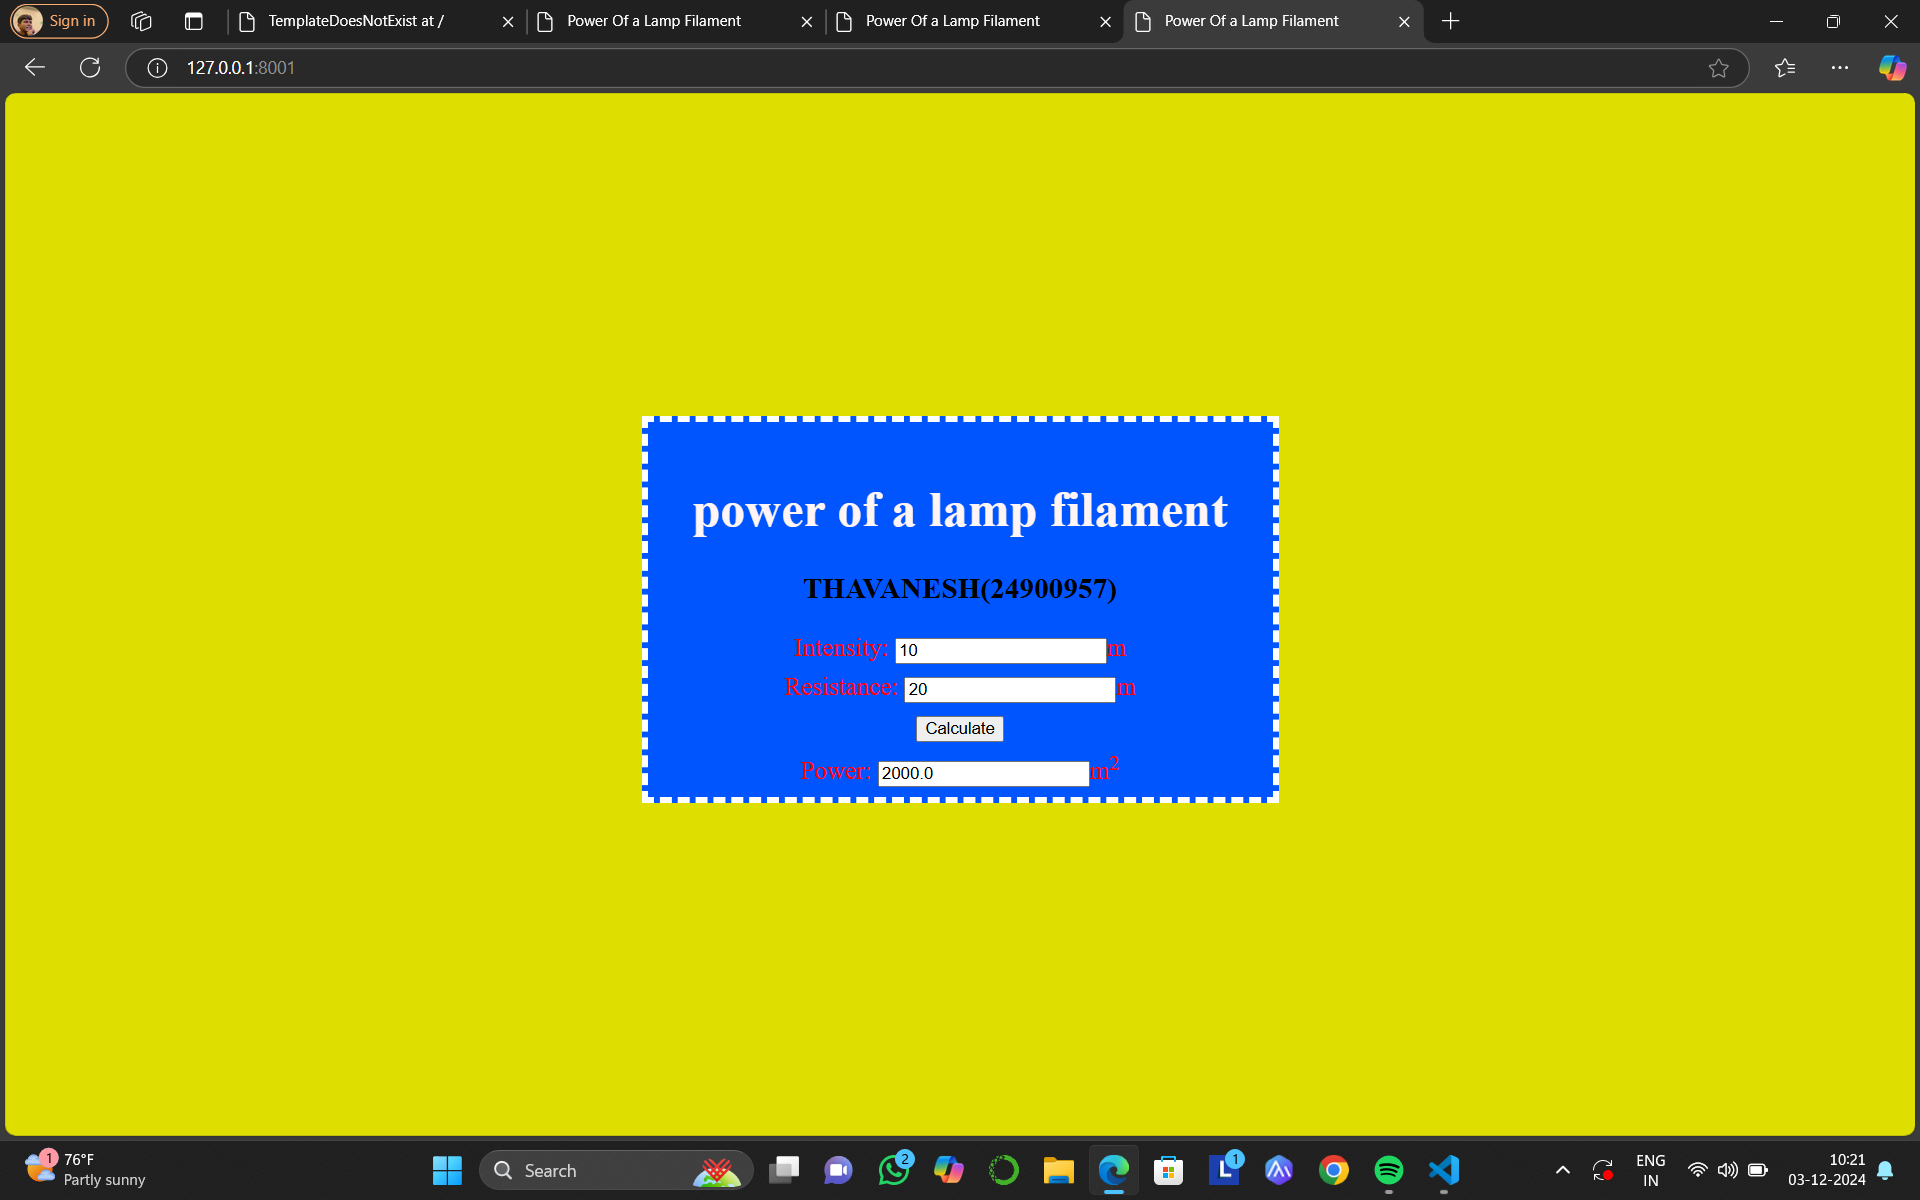 Sign in
TemplateDoesNotExist at /
Power Of a Lamp Filament
Power Of a Lamp Filament
Power Of a Lamp Filament
127.0.0.1:8001
power of a lamp filament
THAVANESH(24900957)
Intensity: 10 m
Resistance: 20 m
Calculate
Power: 2000.0 m²
1
76°F
Partly sunny
Search
2
L 1
ENG
IN
10:21
03-12-2024